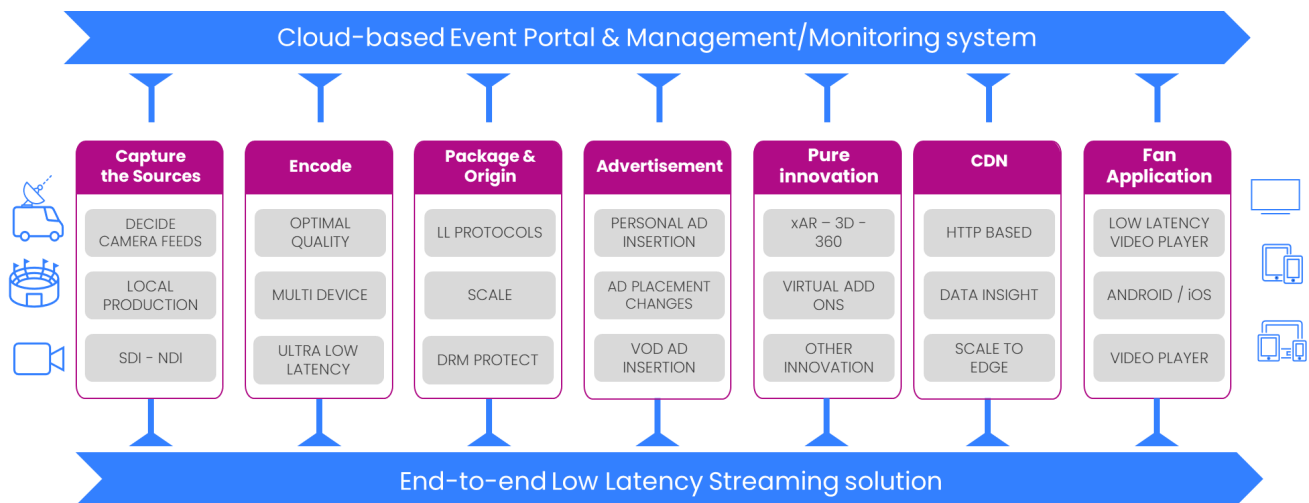 Cloud-based Event Portal & Management/Monitoring system
Capture
the Sources
DECIDE
CAMERA FEEDS
LOCAL
PRODUCTION
SDI - NDI
Encode
OPTIMAL
QUALITY
MULTI DEVICE
ULTRA LOW
LATENCY
Package &
Origin
LL PROTOCOLS
SCALE
DRM PROTECT
Advertisement
PERSONAL AD
INSERTION
AD PLACEMENT
CHANGES
VOD AD
INSERTION
Pure
innovation
xAR – 3D -
360
VIRTUAL ADD
ONS
OTHER
INNOVATION
CDN
HTTP BASED
DATA INSIGHT
SCALE TO
EDGE
Fan
Application
LOW LATENCY
VIDEO PLAYER
ANDROID / iOS
VIDEO PLAYER
End-to-end Low Latency Streaming solution